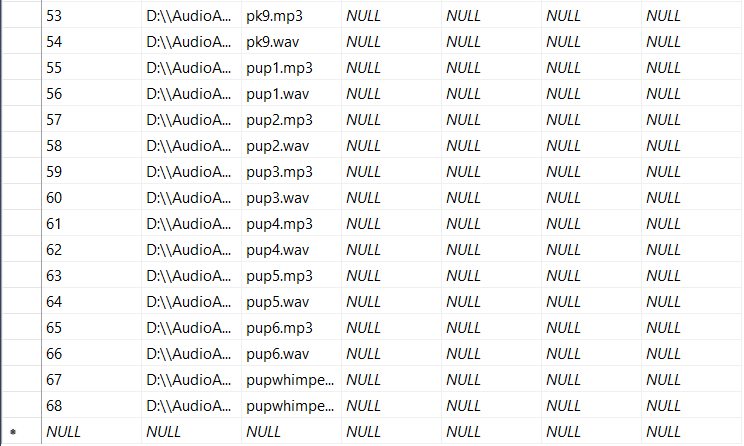 53 D:\\AudioA... pk9.mp3 NULL NULL NULL NULL
54 D:\\AudioA... pk9.wav NULL NULL NULL NULL
55 D:\\AudioA... pup1.mp3 NULL NULL NULL NULL
56 D:\\AudioA... pup1.wav NULL NULL NULL NULL
57 D:\\AudioA... pup2.mp3 NULL NULL NULL NULL
58 D:\\AudioA... pup2.wav NULL NULL NULL NULL
59 D:\\AudioA... pup3.mp3 NULL NULL NULL NULL
60 D:\\AudioA... pup3.wav NULL NULL NULL NULL
61 D:\\AudioA... pup4.mp3 NULL NULL NULL NULL
62 D:\\AudioA... pup4.wav NULL NULL NULL NULL
63 D:\\AudioA... pup5.mp3 NULL NULL NULL NULL
64 D:\\AudioA... pup5.wav NULL NULL NULL NULL
65 D:\\AudioA... pup6.mp3 NULL NULL NULL NULL
66 D:\\AudioA... pup6.wav NULL NULL NULL NULL
67 D:\\AudioA... pupwhimpe... NULL NULL NULL NULL
68 D:\\AudioA... pupwhimpe... NULL NULL NULL NULL
* NULL NULL NULL NULL NULL NULL NULL